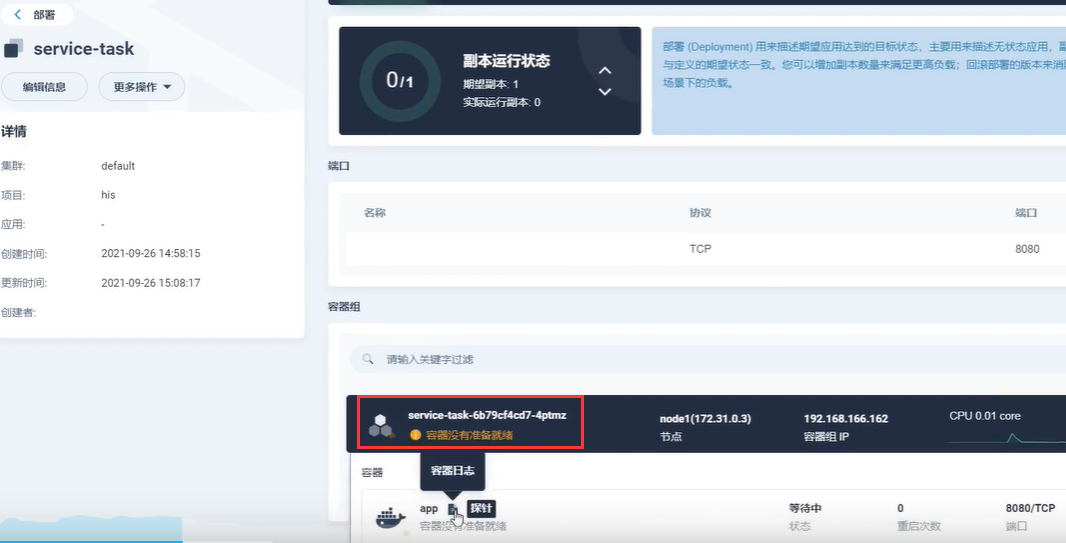 部署
service-task
编辑信息
更多操作
详情
集群: default
项目: his
应用: -
创建时间: 2021-09-26 14:58:15
更新时间: 2021-09-26 15:08:17
创建者:
0/1
副本运行状态
期望副本: 1
实际运行副本: 0
部署 (Deployment) 用来描述期望应用达到的目标状态，主要用来描述无状态应用，副
与定义的期望状态一致。您可以增加副本数量来满足更高负载；回滚部署的版本来消
场景下的负载。
端口
名称 协议 端口
TCP 8080
容器组
请输入关键字过滤
service-task-6b79cf4cd7-4ptmz
容器没有准备就绪
node1(172.31.0.3)
节点
192.168.166.162
容器组 IP
CPU 0.01 core
容器
容器日志
app
探针
容器没有准备就绪
等待中
状态
0
重启次数
8080/TCP
端口